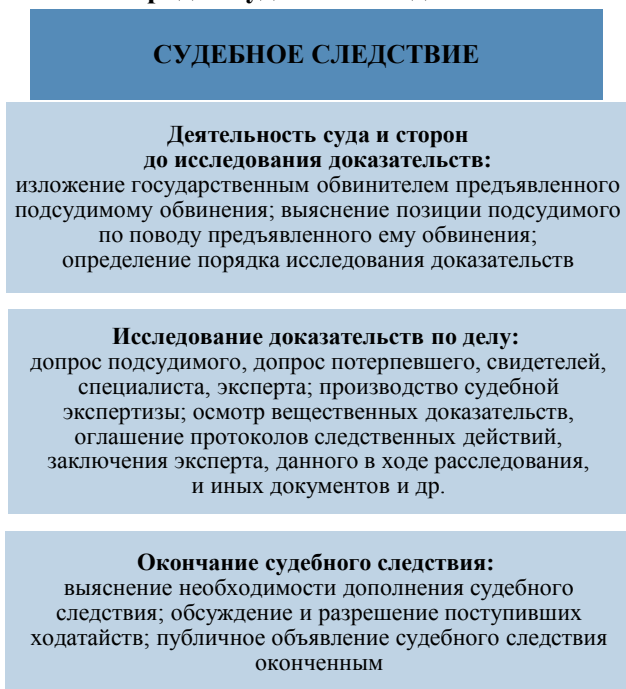 СУДЕБНОЕ СЛЕДСТВИЕ
Деятельность суда и сторон
до исследования доказательств:
изложение государственным обвинителем предъявленного
подсудимому обвинения; выяснение позиции подсудимого
по поводу предъявленного ему обвинения;
определение порядка исследования доказательств
Исследование доказательств по делу:
допрос подсудимого, допрос потерпевшего, свидетелей,
специалиста, эксперта; производство судебной
экспертизы; осмотр вещественных доказательств,
оглашение протоколов следственных действий,
заключения эксперта, данного в ходе расследования,
и иных документов и др.
Окончание судебного следствия:
выяснение необходимости дополнения судебного
следствия; обсуждение и разрешение поступивших
ходатайств; публичное объявление судебного следствия
оконченным